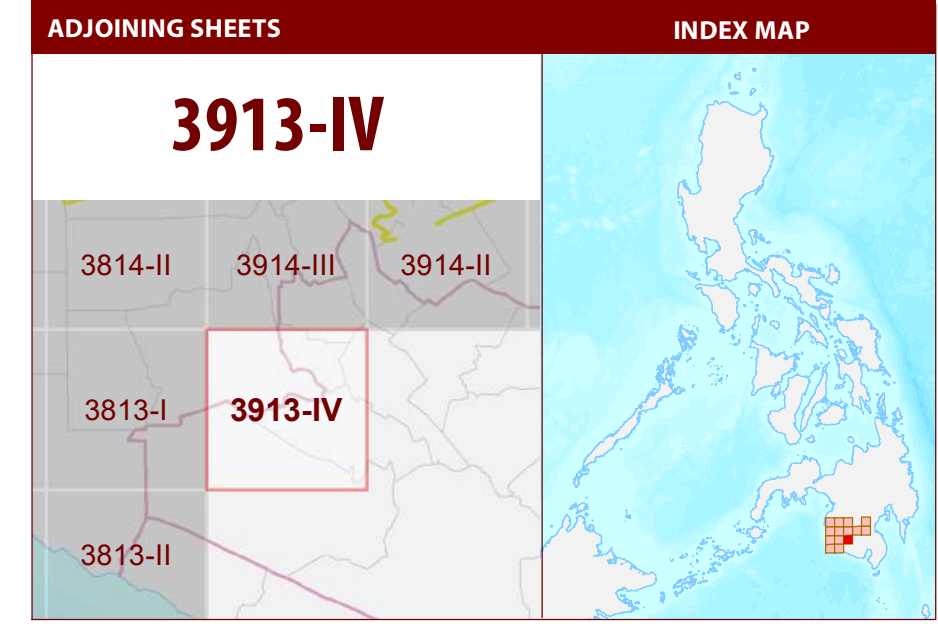 ADJOINING SHEETS
INDEX MAP
3913-IV
3814-II
3914-III
3914-II
3813-I
3913-IV
3813-II